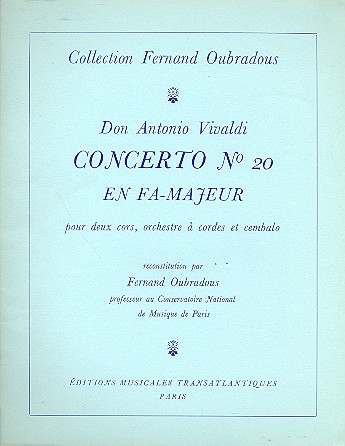 Collection Fernand Oubradous
Don Antonio Vivaldi
CONCERTO Nº 20
EN FA-MAJEUR
pour deux cors, orchestre à cordes et cembalo
reconstitution par
Fernand Oubradous
professeur au Conservatoire National
de Musique de Paris
ÉDITIONS MUSICALES TRANSATLANTIQUES
PARIS